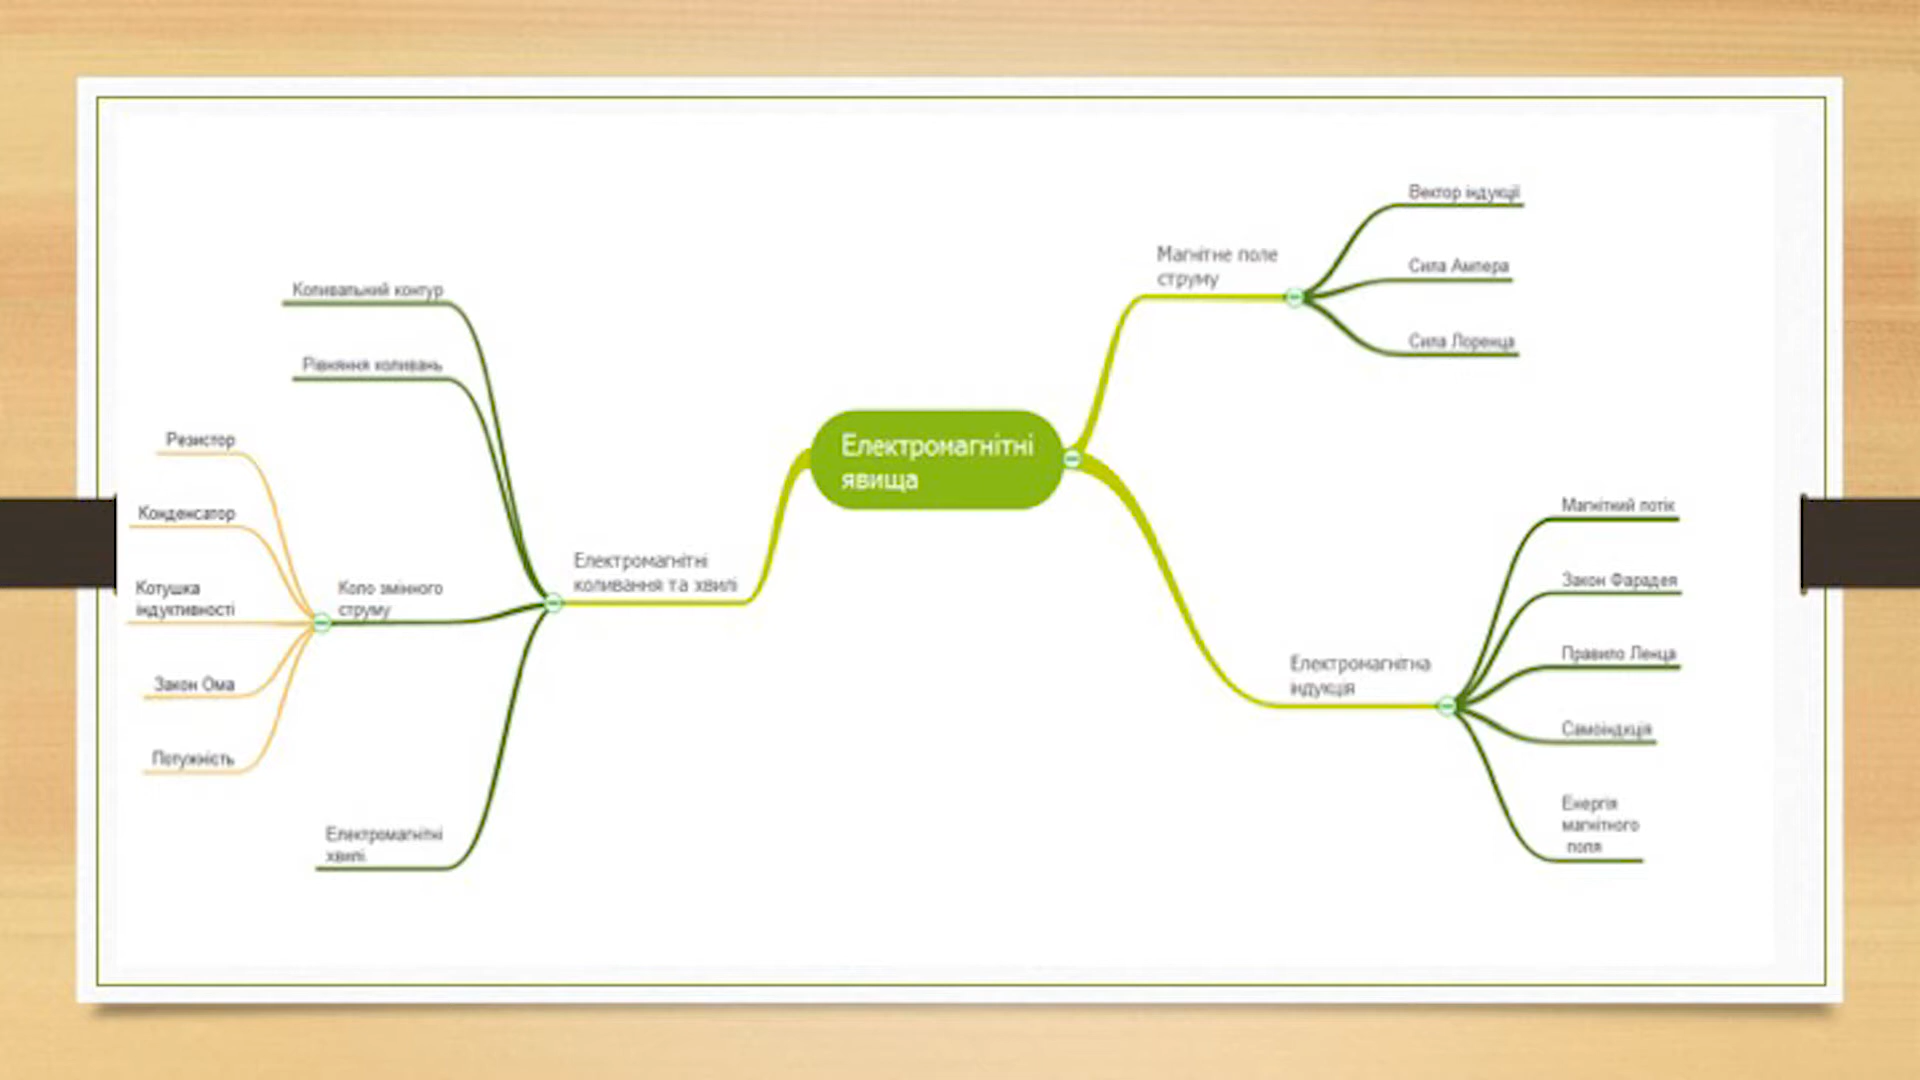 Електромагнітні
явища
Магнітне поле
струму
Вектор індукції
Сила Ампера
Сила Лоренца
Електромагнітна
індукція
Магнітний потік
Закон Фарадея
Правило Ленца
Самоіндкція
Енергія
магнітного
поля
Електромагнітні
коливання та хвилі
Коливальний контур
Рівняння коливань
Коло змінного
струму
Резистор
Конденсатор
Котушка
індуктивності
Закон Ома
Потужність
Електромагнітні
хвилі